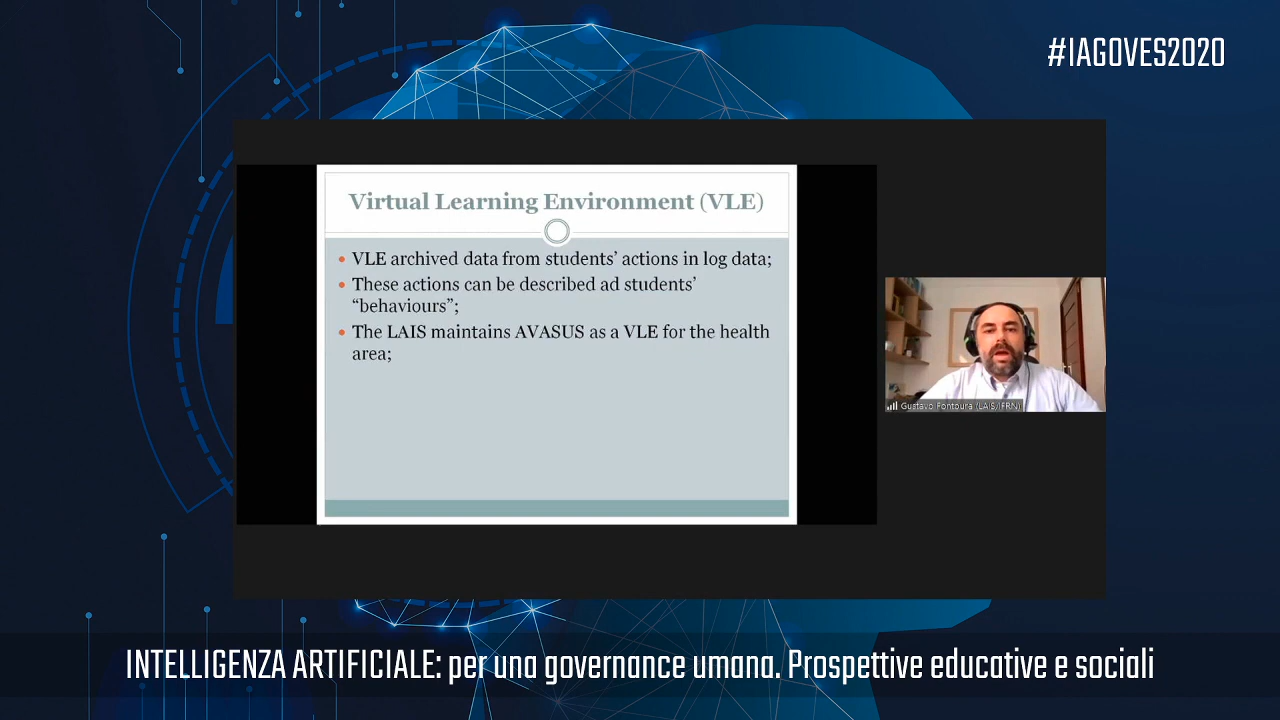 #IAGOVES2020
Virtual Learning Environment (VLE)
• VLE archived data from students’ actions in log data;
• These actions can be described ad students’
“behaviours”;
• The LAIS maintains AVASUS as a VLE for the health
area;
Gustavo Fontoura (LAIS/IFRN)
INTELLIGENZA ARTIFICIALE: per una governance umana. Prospettive educative e sociali